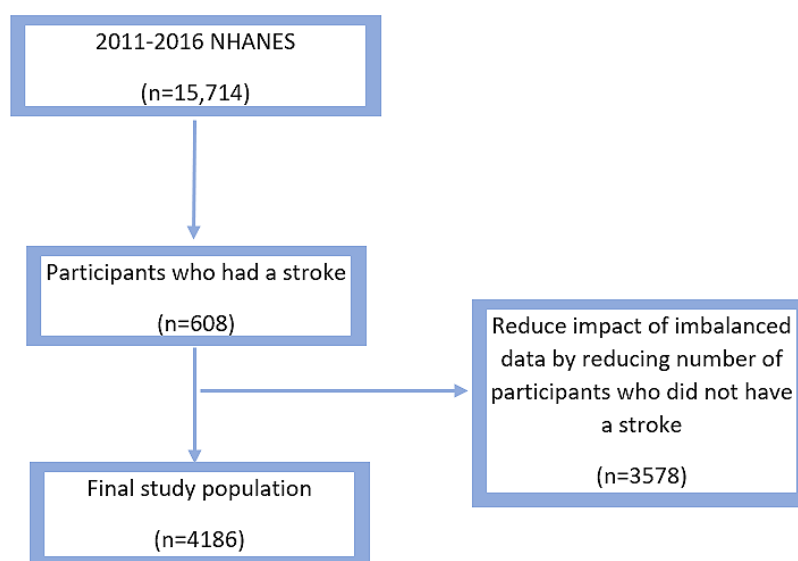 2011-2016 NHANES
(n=15,714)
Participants who had a stroke
(n=608)
Reduce impact of imbalanced
data by reducing number of
participants who did not have
a stroke
(n=3578)
Final study population
(n=4186)